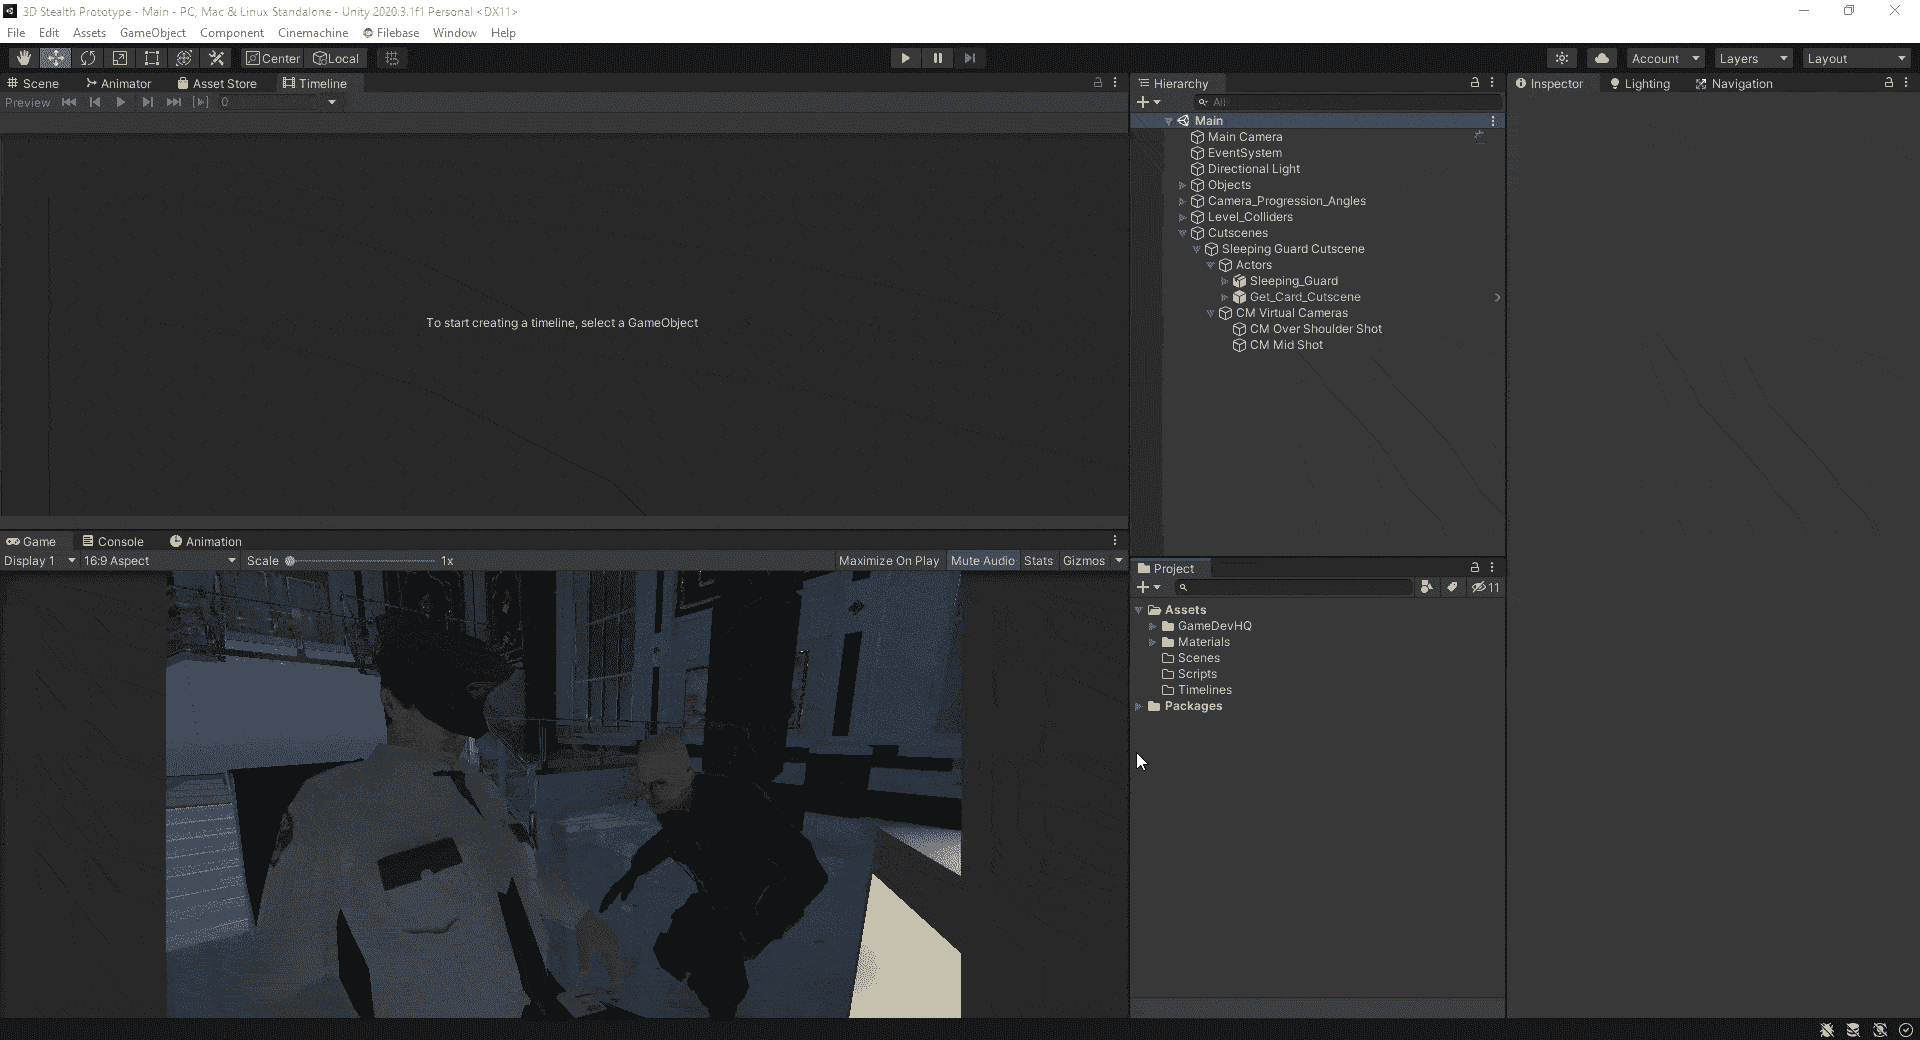 3D Stealth Prototype - Main - PC, Mac & Linux Standalone - Unity 2020.3.1f1 Personal <DX11>
File Edit Assets GameObject Component Cinemachine Filebase Window Help
Center Local Account Layers Layout
Scene Animator Asset Store Timeline
Preview 0
To start creating a timeline, select a GameObject
Game Console Animation
Display 1 16:9 Aspect Scale 1x Maximize On Play Mute Audio Stats Gizmos
Hierarchy
All
Main
Main Camera
EventSystem
Directional Light
Objects
Camera_Progression_Angles
Level_Colliders
Cutscenes
Sleeping Guard Cutscene
Actors
Sleeping_Guard
Get_Card_Cutscene
CM Virtual Cameras
CM Over Shoulder Shot
CM Mid Shot
Project
11
Assets
GameDevHQ
Materials
Scenes
Scripts
Timelines
Packages
Inspector Lighting Navigation